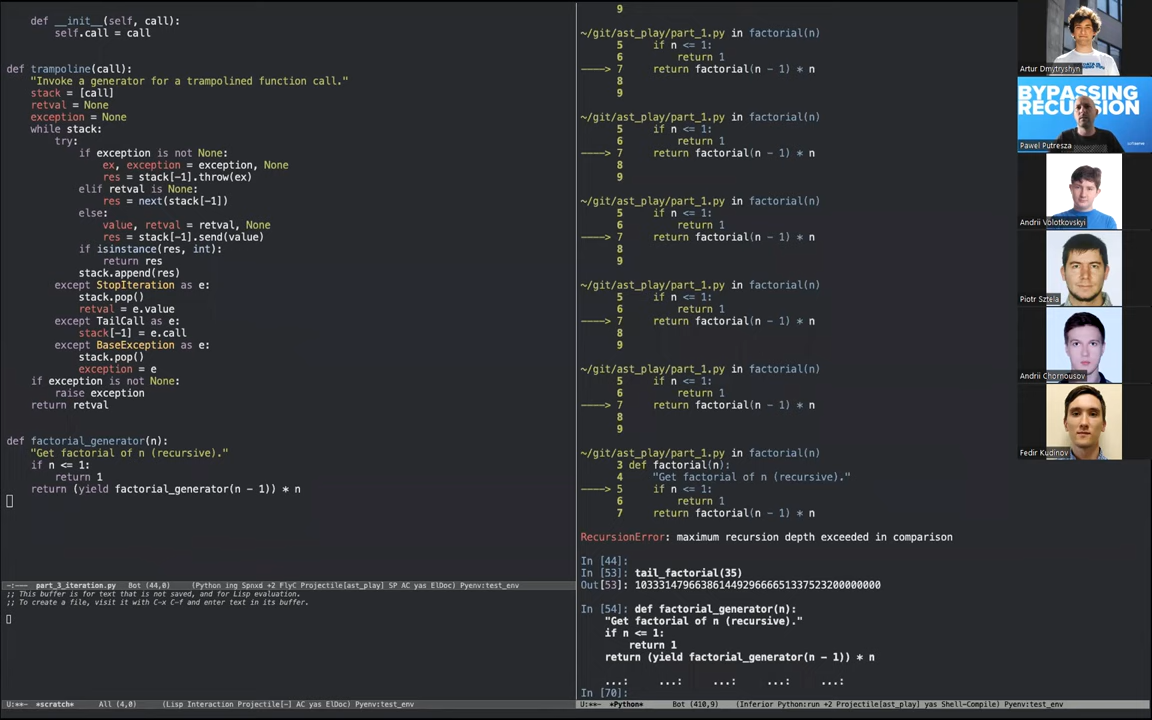 def __init__(self, call):
        self.call = call
def trampoline(call):
    "Invoke a generator for a trampolined function call."
    stack = [call]
    retval = None
    exception = None
    while stack:
        try:
            if exception is not None:
                ex, exception = exception, None
                res = stack[-1].throw(ex)
            elif retval is None:
                res = next(stack[-1])
            else:
                value, retval = retval, None
                res = stack[-1].send(value)
            if isinstance(res, int):
                return res
            stack.append(res)
        except StopIteration as e:
            stack.pop()
            retval = e.value
        except TailCall as e:
            stack[-1] = e.call
        except BaseException as e:
            stack.pop()
            exception = e
    if exception is not None:
        raise exception
    return retval
def factorial_generator(n):
    "Get factorial of n (recursive)."
    if n <= 1:
        return 1
    return (yield factorial_generator(n - 1)) * n
-:--- part_3_iteration.py Bot (44,0) (Python ing Spnxd +2 FlyC Projectile[ast_play] SP AC yas ElDoc) Pyenv:test_env
;; This buffer is for text that is not saved, and for Lisp evaluation.
;; To create a file, visit it with C-x C-f and enter text in its buffer.
U:**- *scratch* All (4,0) (Lisp Interaction Projectile[-] AC yas ElDoc) Pyenv:test_env
9
~/git/ast_play/part_1.py in factorial(n)
5 if n <= 1:
6 return 1
----> 7 return factorial(n - 1) * n
8
9
~/git/ast_play/part_1.py in factorial(n)
5 if n <= 1:
6 return 1
----> 7 return factorial(n - 1) * n
8
9
~/git/ast_play/part_1.py in factorial(n)
5 if n <= 1:
6 return 1
----> 7 return factorial(n - 1) * n
8
9
~/git/ast_play/part_1.py in factorial(n)
5 if n <= 1:
6 return 1
----> 7 return factorial(n - 1) * n
8
9
~/git/ast_play/part_1.py in factorial(n)
5 if n <= 1:
6 return 1
----> 7 return factorial(n - 1) * n
8
9
~/git/ast_play/part_1.py in factorial(n)
3 def factorial(n):
4 "Get factorial of n (recursive)."
----> 5 if n <= 1:
6 return 1
7 return factorial(n - 1) * n
RecursionError: maximum recursion depth exceeded in comparison
In [44]:
In [53]: tail_factorial(35)
Out[53]: 10333147966386144929666651337523200000000
In [54]: def factorial_generator(n):
    "Get factorial of n (recursive)."
    if n <= 1:
        return 1
    return (yield factorial_generator(n - 1)) * n
...: ...: ...: ...: ...:
In [70]:
U:**- *Python* Bot (410,9) (Inferior Python:run +2 Projectile[ast_play] yas Shell-Compile) Pyenv:test_env
Artur Dmytryshyn
BYPASSING
RECURSION
Pawel Putresza
Andrii Volotkovskyi
Piotr Sztela
Andrii Chornousov
Fedir Kudinov